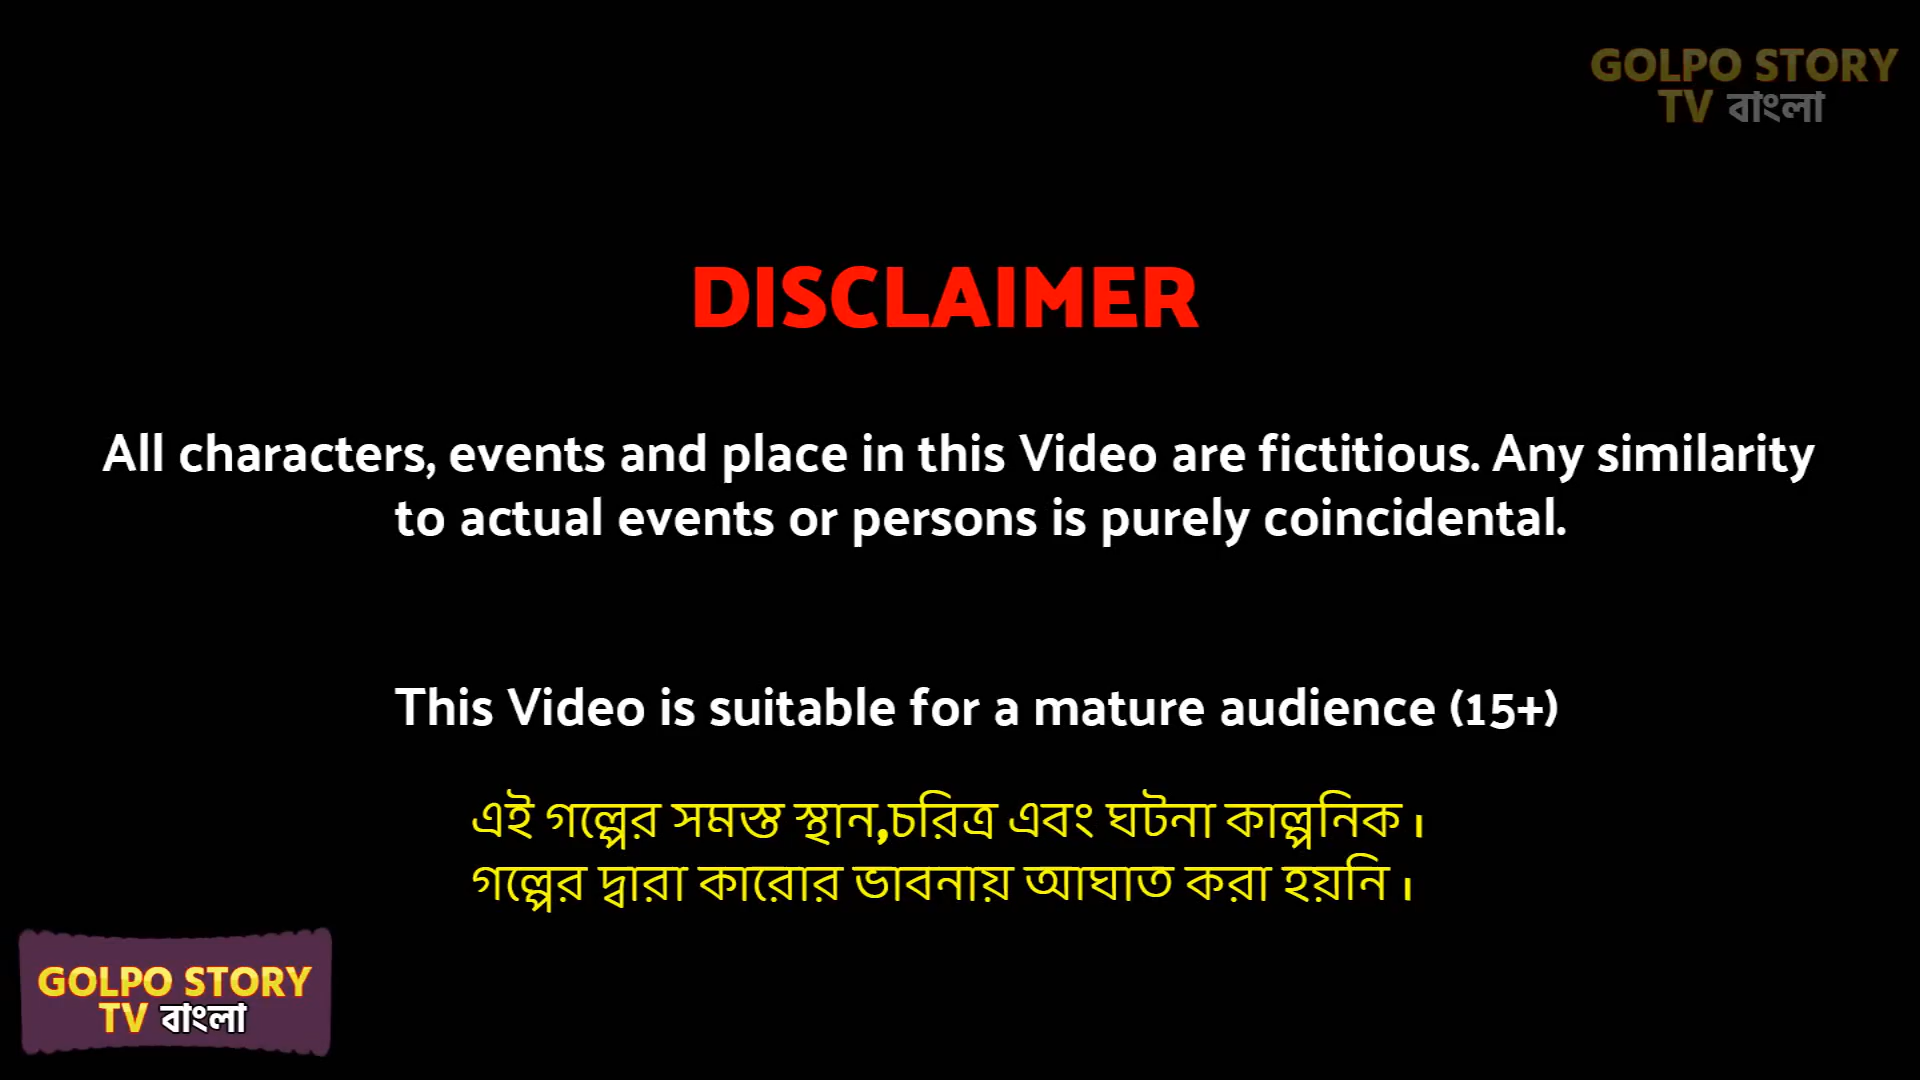 GOLPO STORY
TV বাংলা
DISCLAIMER
All characters, events and place in this Video are fictitious. Any similarity
to actual events or persons is purely coincidental.
This Video is suitable for a mature audience (15+)
এই গল্পের সমস্ত স্থান,চরিত্র এবং ঘটনা কাল্পনিক ।
গল্পের দ্বারা কারোর ভাবনায় আঘাত করা হয়নি ।
GOLPO STORY
TV বাংলা